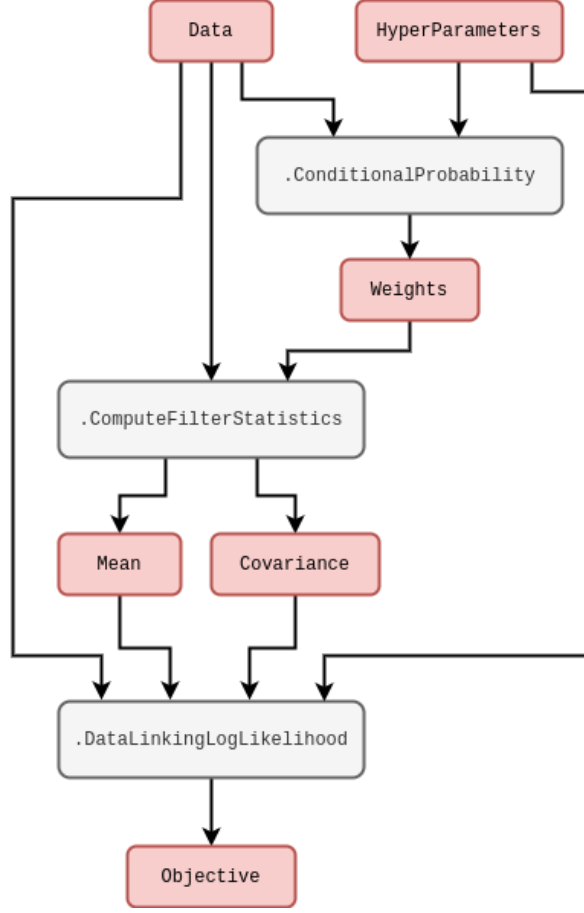 Data
HyperParameters
.ConditionalProbability
Weights
.ComputeFilterStatistics
Mean
Covariance
.DataLinkingLogLikelihood
Objective